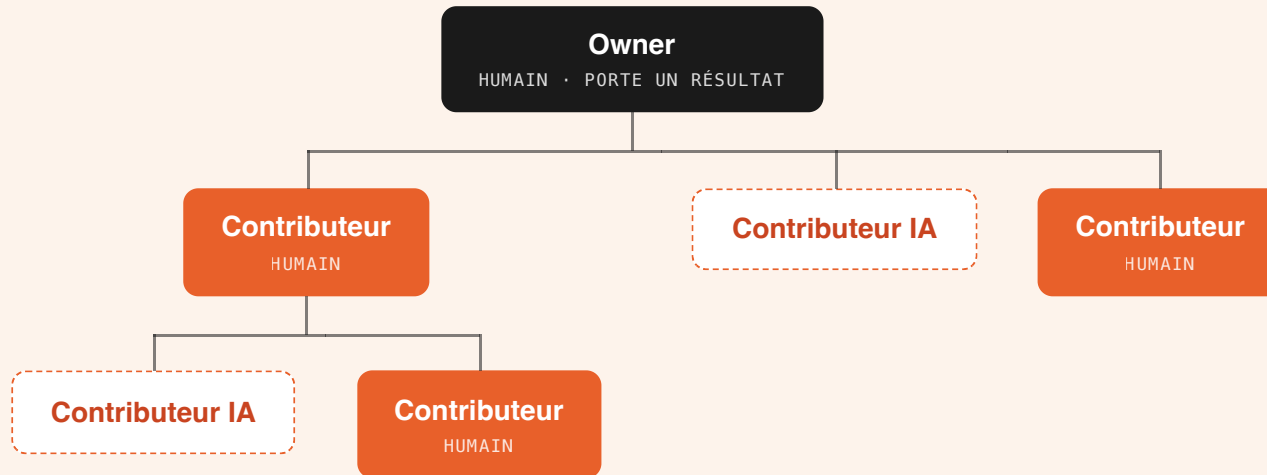 Owner
HUMAIN · PORTE UN RÉSULTAT
Contributeur
HUMAIN
Contributeur IA
Contributeur
HUMAIN
Contributeur IA
Contributeur
HUMAIN